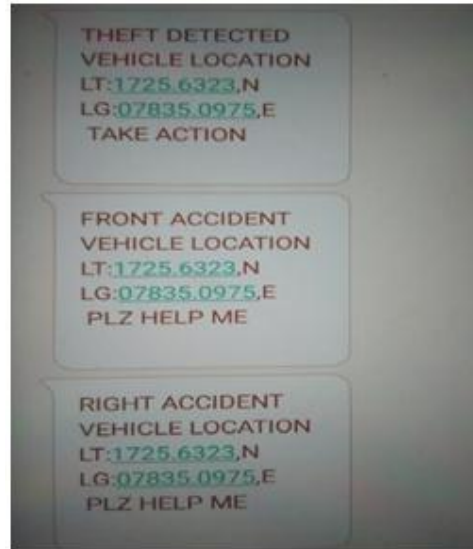 THEFT DETECTED
VEHICLE LOCATION
LT:1725.6323,N
LG:07835.0975,E
TAKE ACTION
FRONT ACCIDENT
VEHICLE LOCATION
LT:1725.6323,N
LG:07835.0975,E
PLZ HELP ME
RIGHT ACCIDENT
VEHICLE LOCATION
LT:1725.6323,N
LG:07835.0975,E
PLZ HELP ME